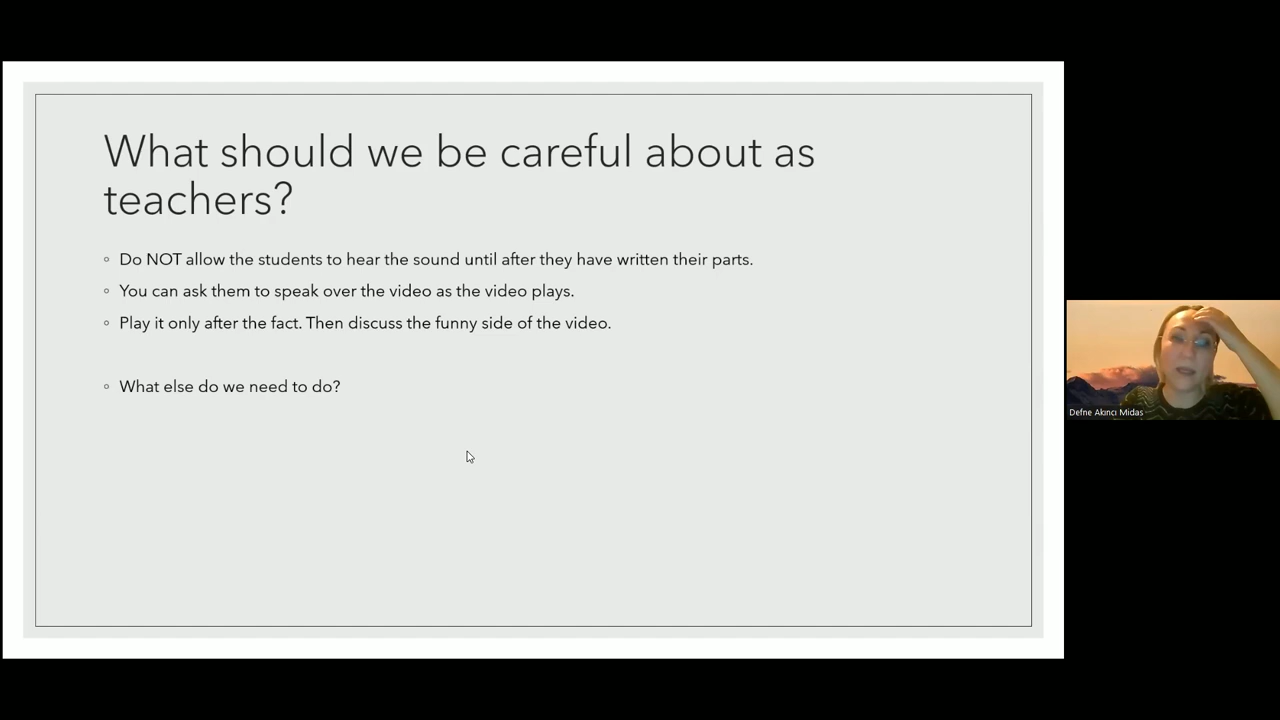 What should we be careful about as
teachers?
◦ Do NOT allow the students to hear the sound until after they have written their parts.
◦ You can ask them to speak over the video as the video plays.
◦ Play it only after the fact. Then discuss the funny side of the video.
◦ What else do we need to do?
Defne Akıncı Midas